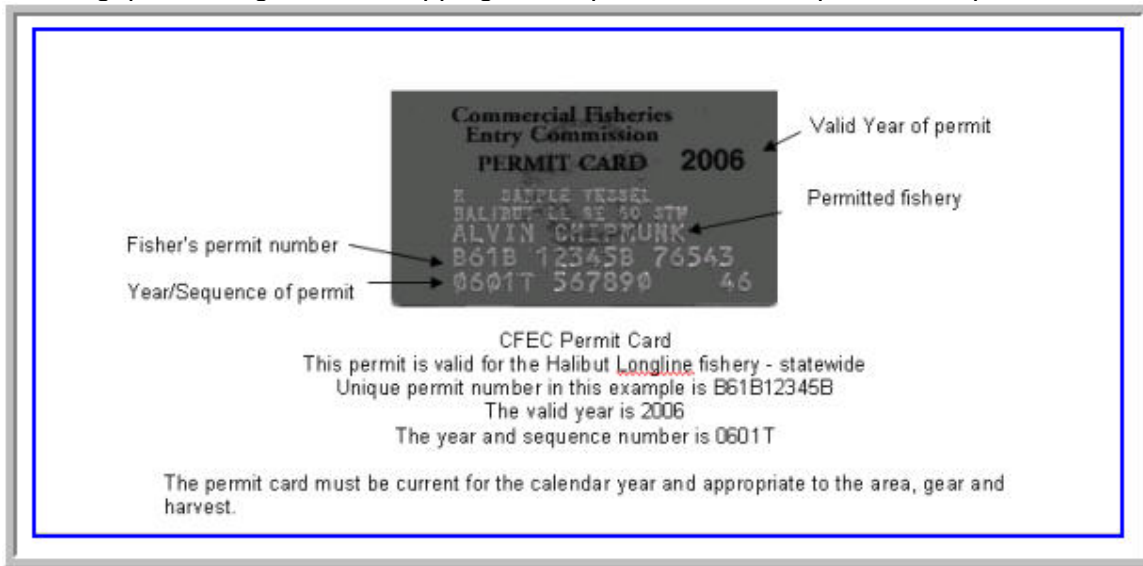 Commercial Fisheries
Entry Commission
PERMIT CARD 2006
Valid Year of permit
SAMPLE VESSEL
Permitted fishery
HALIBUT LL SE 60 STW
ALVIN CHIPMUNK
Fisher's permit number
B61B 12345B 76543
Year/Sequence of permit
0601T 567890 46
CFEC Permit Card
This permit is valid for the Halibut Longline fishery - statewide
Unique permit number in this example is B61B12345B
The valid year is 2006
The year and sequence number is 0601T
The permit card must be current for the calendar year and appropriate to the area, gear and
harvest.